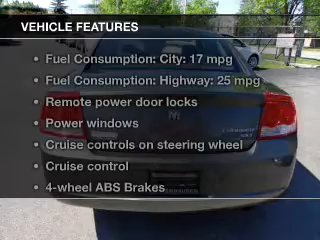 VEHICLE FEATURES
• Fuel Consumption: City: 17 mpg
• Fuel Consumption: Highway: 25 mpg
• Remote power door locks
• Power windows
• Cruise controls on steering wheel
• Cruise control
• 4-wheel ABS Brakes